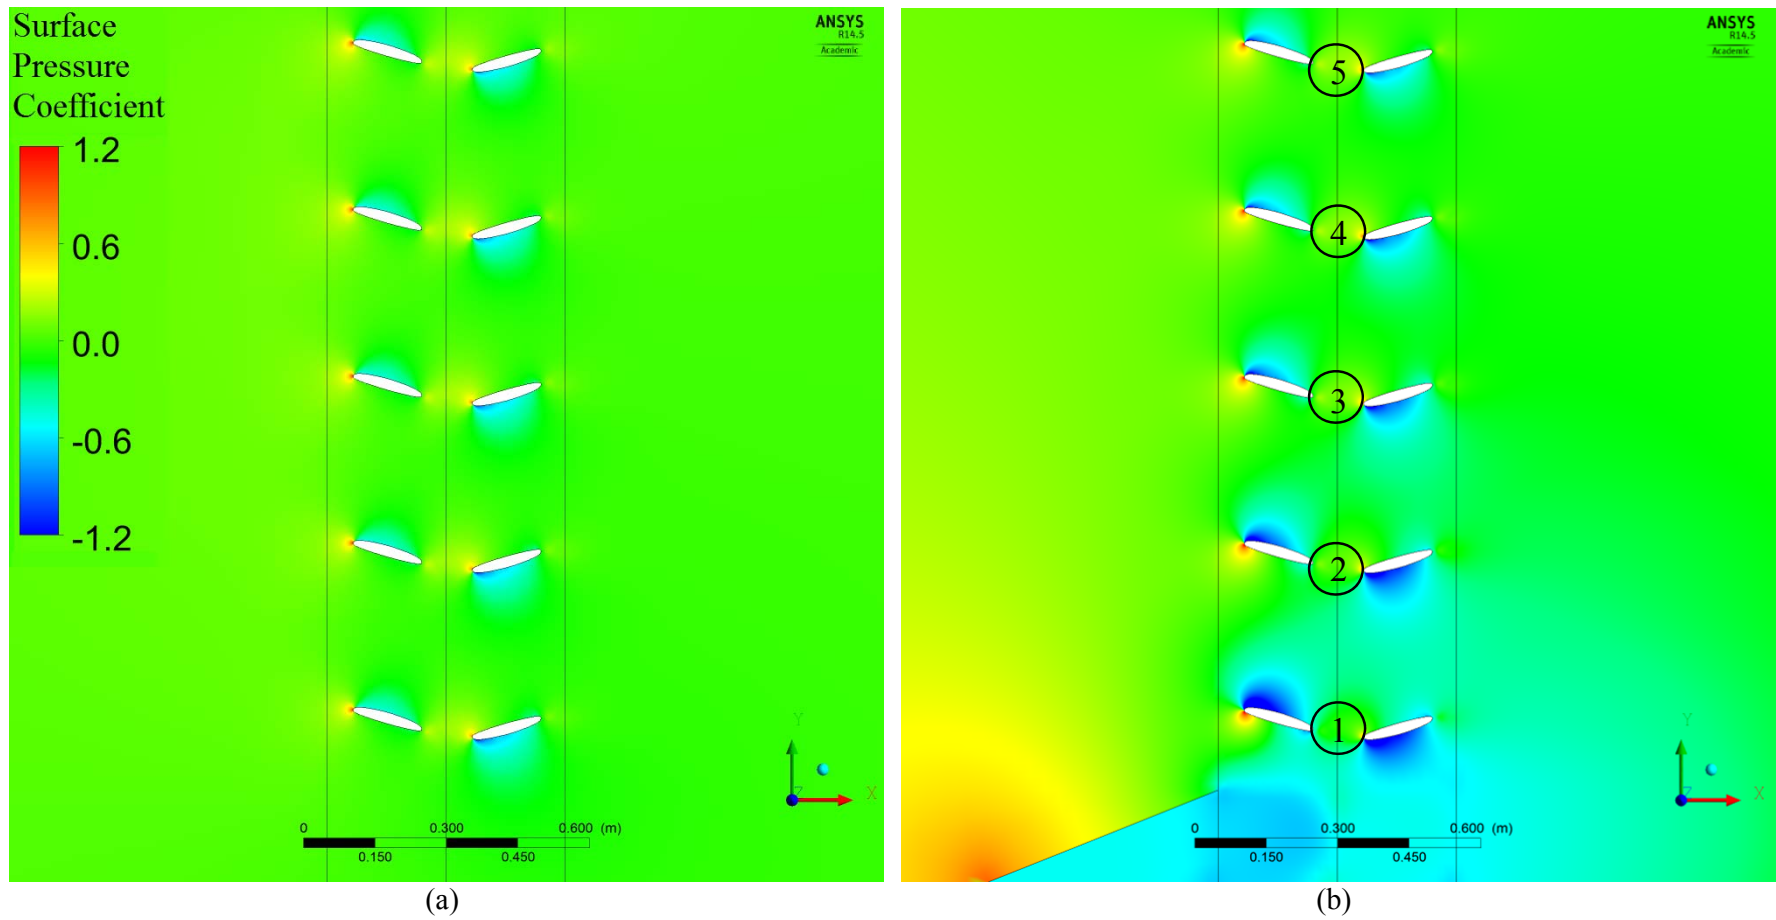 Surface
Pressure
Coefficient
1.2
0.6
0.0
-0.6
-1.2
ANSYS
R14.5
Academic
Y
Z
X
0 0.300 0.600 (m)
0.150 0.450
(a)
ANSYS
R14.5
Academic
5
4
3
2
1
Y
Z
X
0 0.300 0.600 (m)
0.150 0.450
(b)